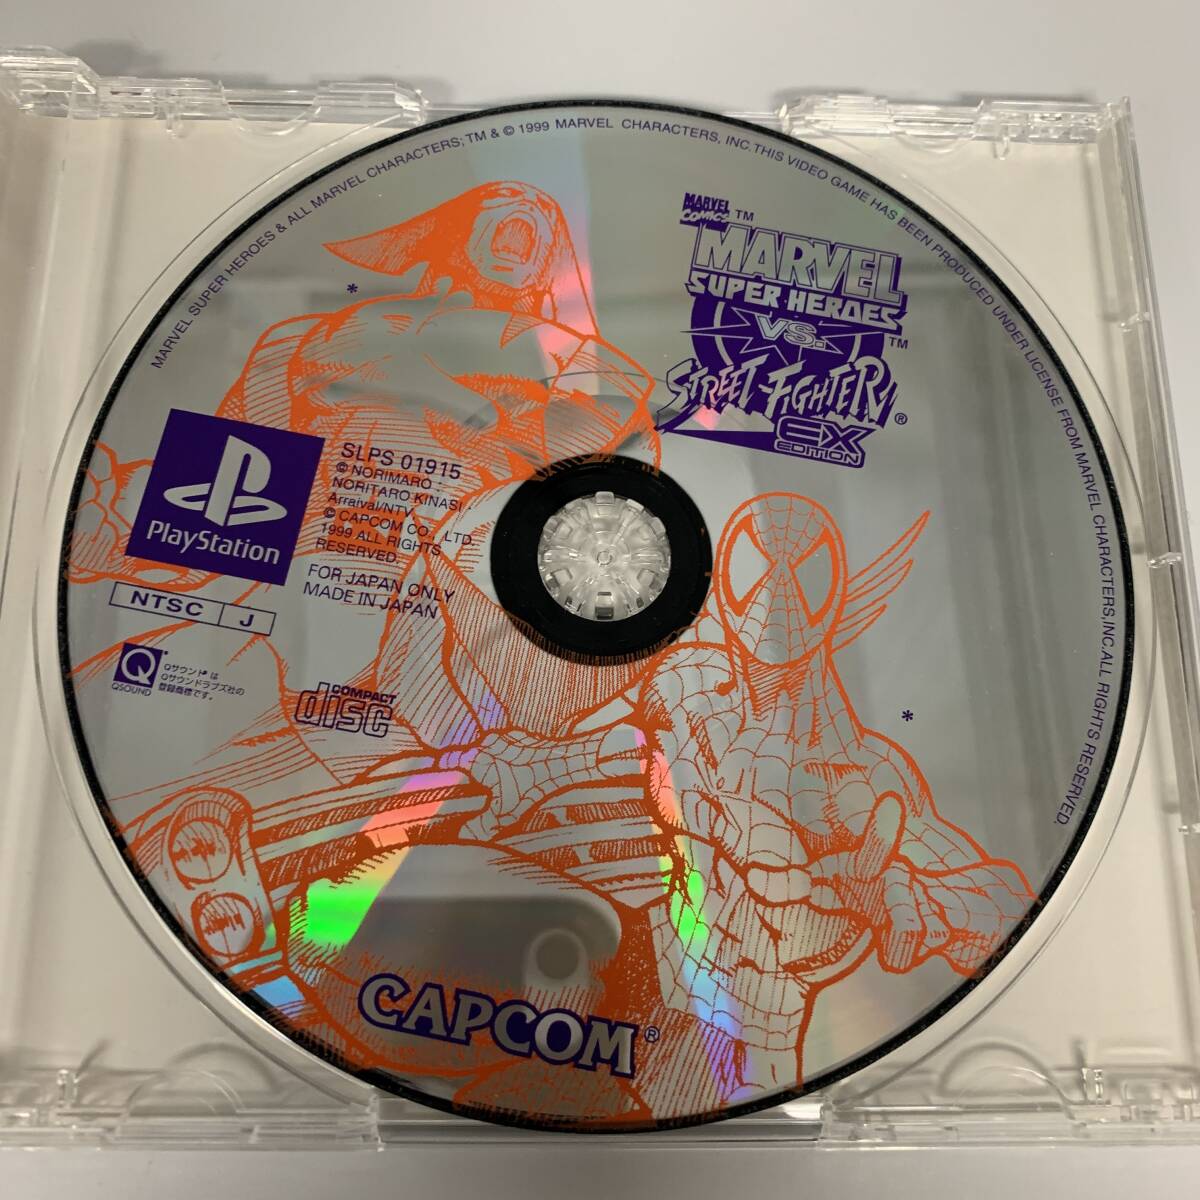 MARVEL SUPER HEROES & ALL MARVEL CHARACTERS; TM & © 1999 MARVEL CHARACTERS, INC. THIS VIDEO GAME HAS BEEN PRODUCED UNDER LICENSE FROM MARVEL CHARACTERS, INC. ALL RIGHTS RESERVED.
MARVEL
COMICS ™
MARVEL
SUPER HEROES
VS. ™
STREET FIGHTER ®
EX
EDITION
PlayStation
NTSC J
SLPS 01915
© NORIMARO :
NORITARO KINASI
Arraival/NTV
© CAPCOM CO., LTD.
1999 ALL RIGHTS
RESERVED.
FOR JAPAN ONLY
MADE IN JAPAN
Q
QSOUND
Qサウンド®は
Qサウンドラブズ社の
登録商標です。
COMPACT
disc
*
*
CAPCOM ®